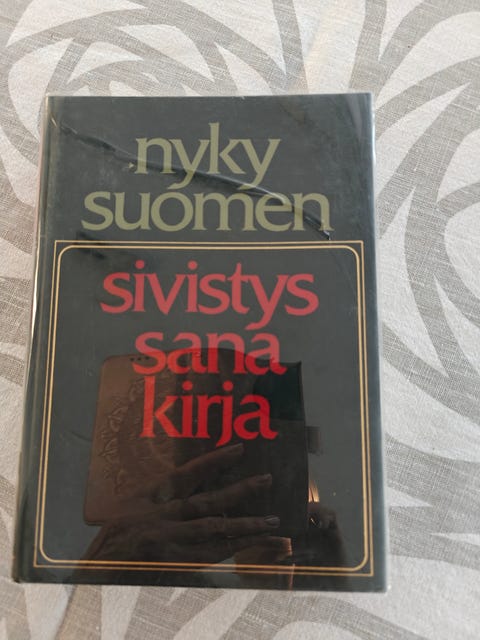 nyky
suomen
sivistys
sana
kirja